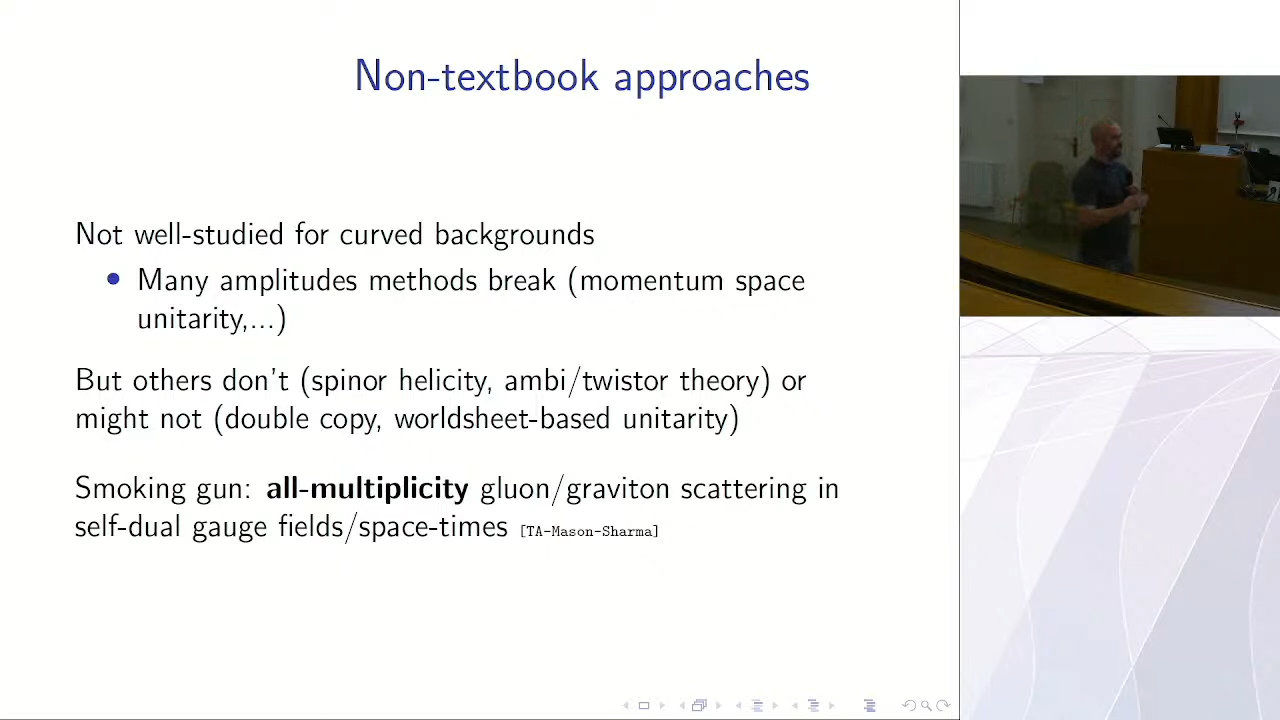 Non-textbook approaches
Not well-studied for curved backgrounds
Many amplitudes methods break (momentum space
unitarity,...)
But others don't (spinor helicity, ambi/twistor theory) or
might not (double copy, worldsheet-based unitarity)
Smoking gun: all-multiplicity gluon/graviton scattering in
self-dual gauge fields/space-times [TA-Mason-Sharma]